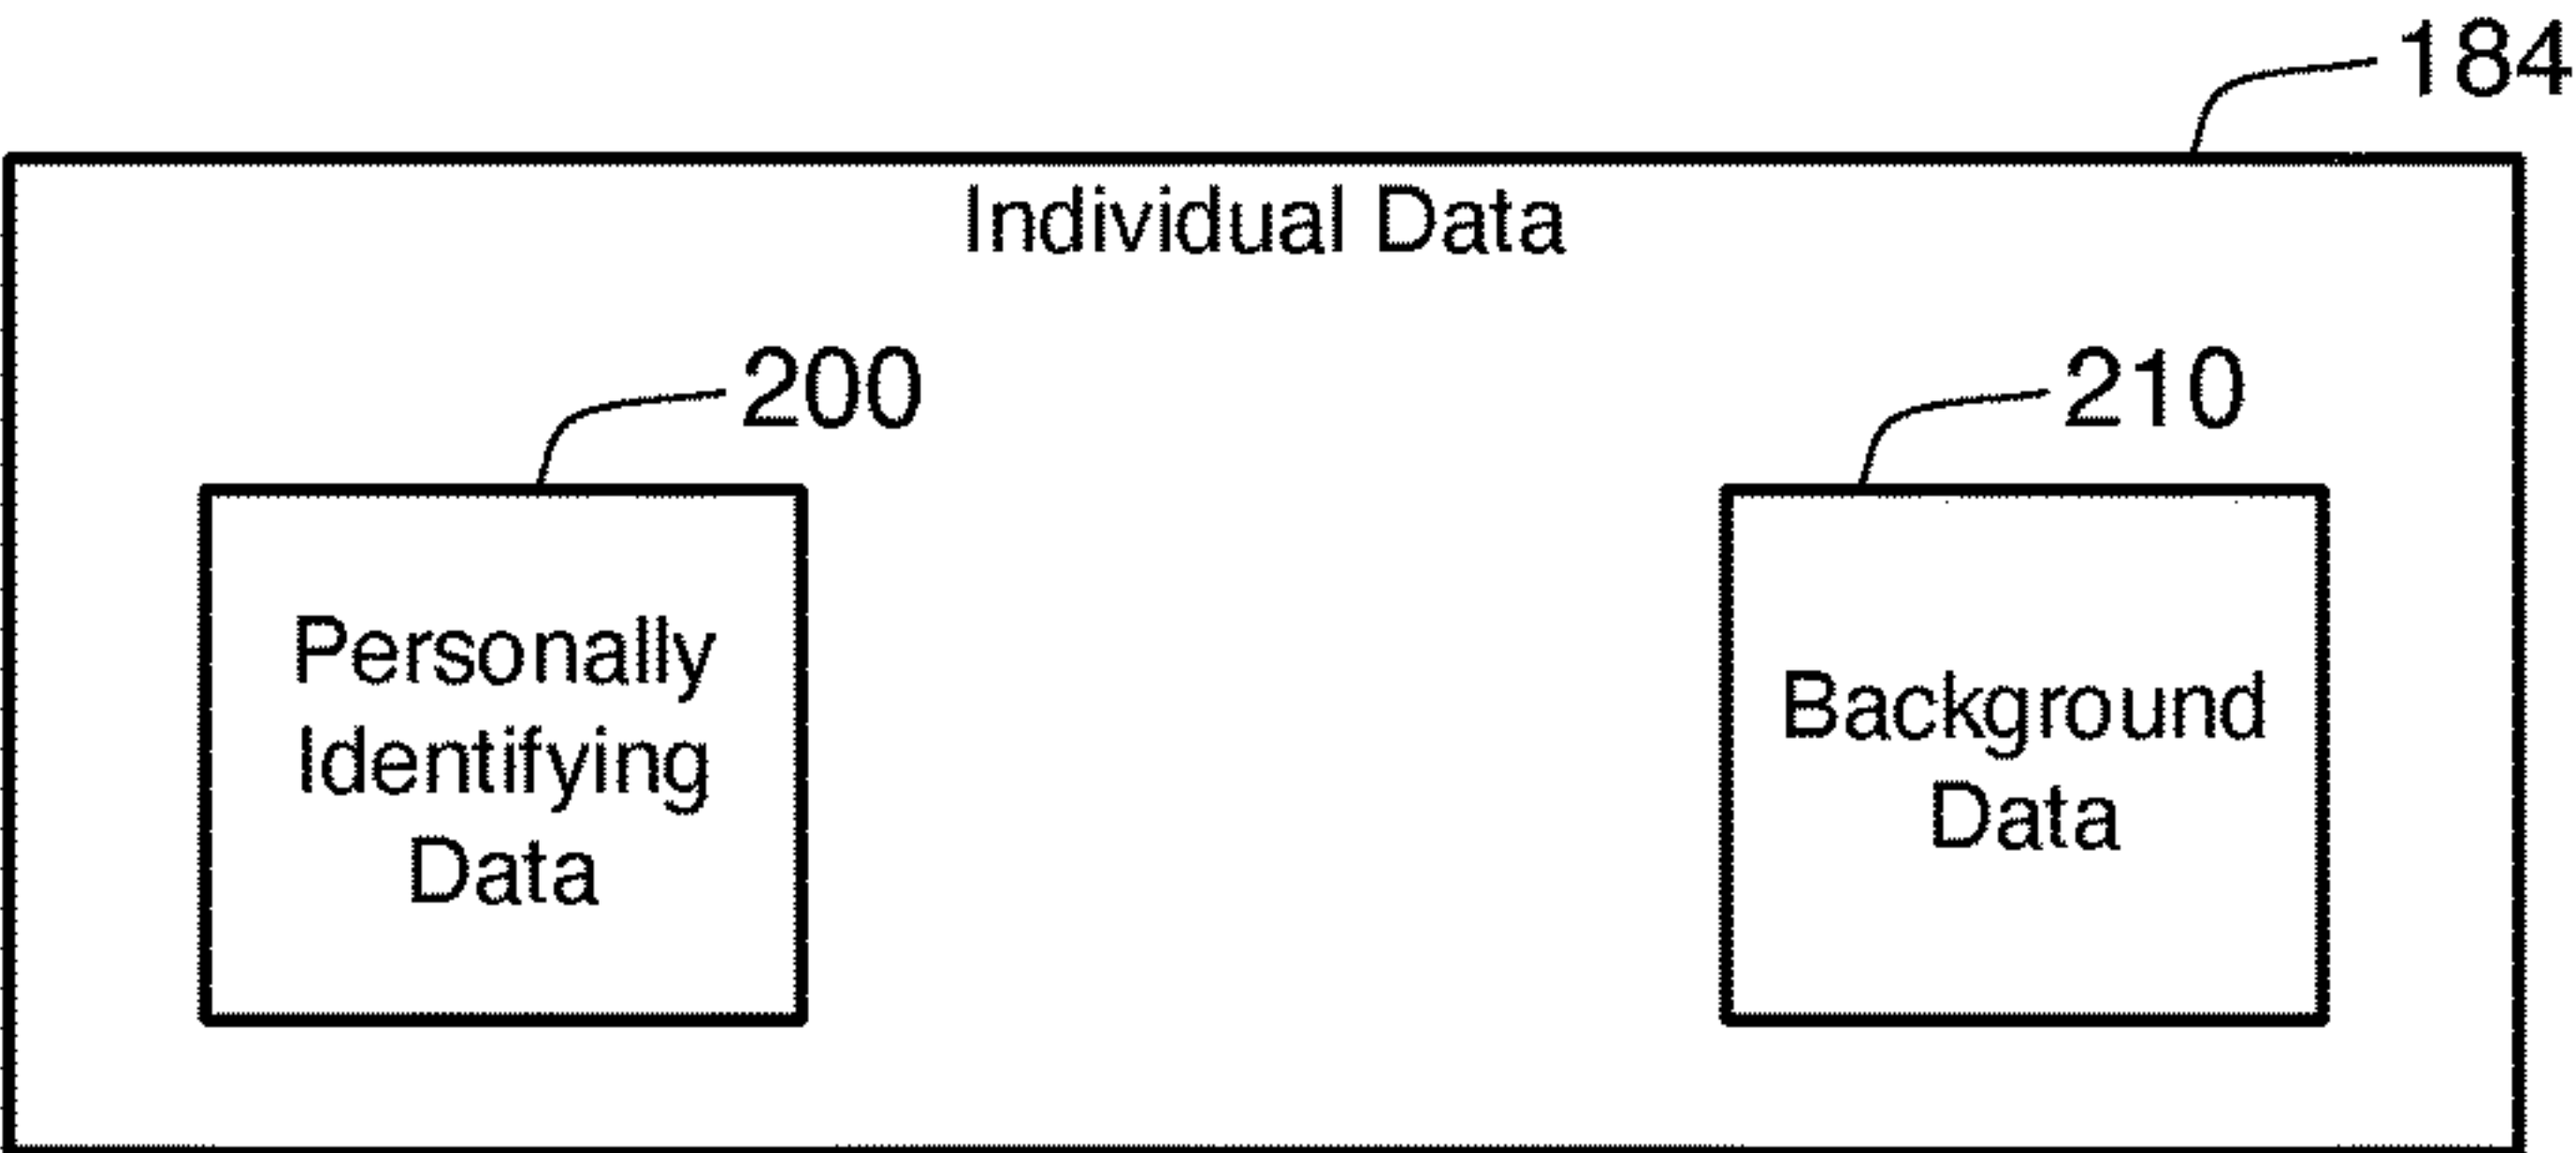 184
Individual Data
200
210
Personally
Identifying
Data
Background
Data